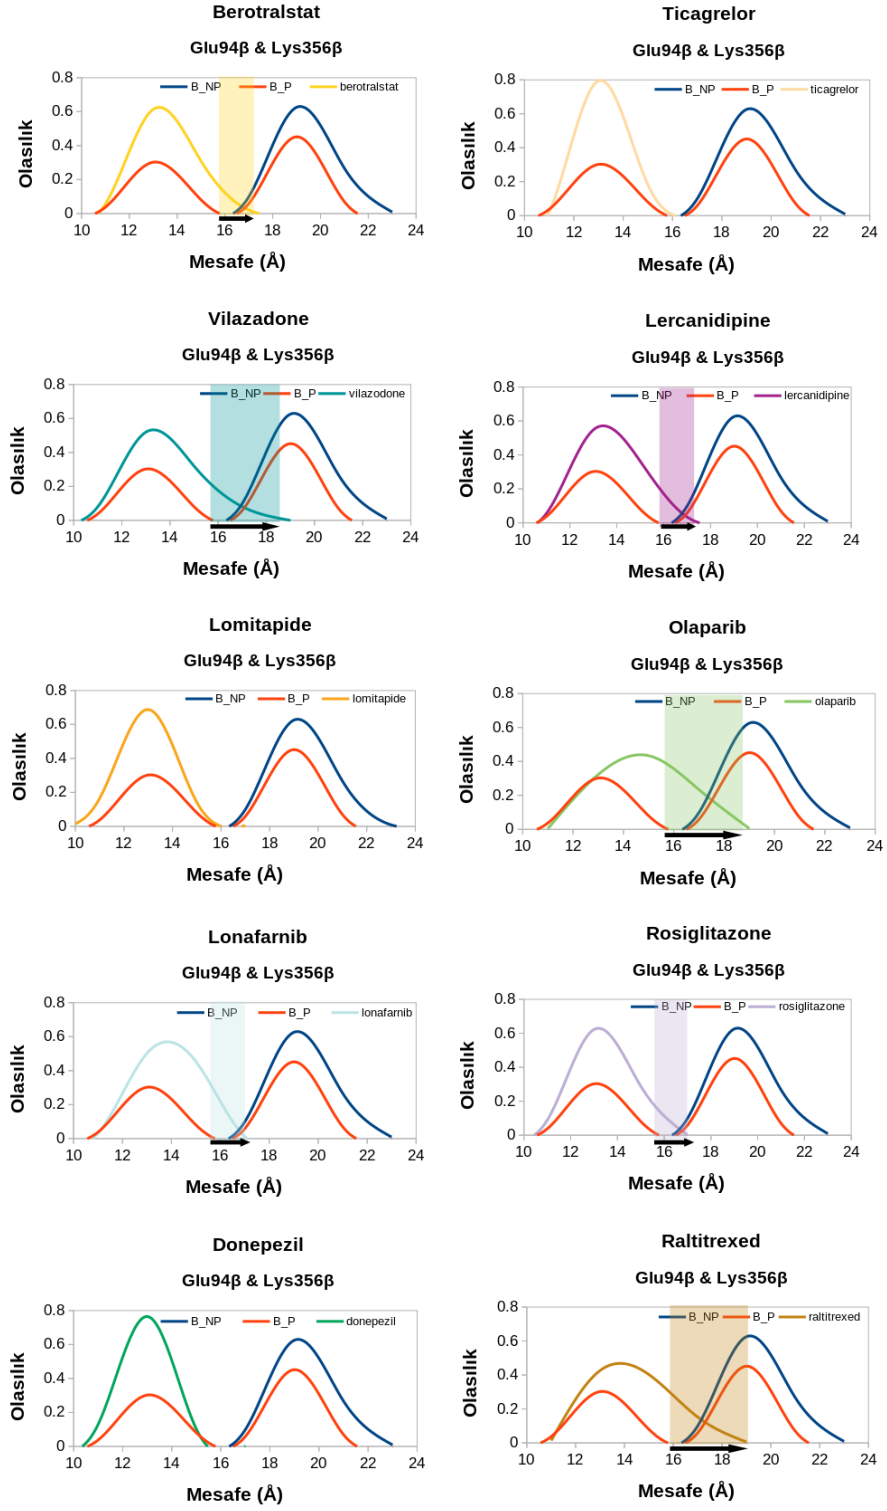 Berotralstat
Glu94β & Lys356β
B_NP B_P berotralstat
0.8
0.6
0.4
0.2
0
Olasılık
10 12 14 16 18 20 22 24
Mesafe (Å)
Ticagrelor
Glu94β & Lys356β
B_NP B_P ticagrelor
0.8
0.6
0.4
0.2
0
Olasılık
10 12 14 16 18 20 22 24
Mesafe (Å)
Vilazadone
Glu94β & Lys356β
B_NP B_P vilazodone
0.8
0.6
0.4
0.2
0
Olasılık
10 12 14 16 18 20 22 24
Mesafe (Å)
Lercanidipine
Glu94β & Lys356β
B_NP B_P lercanidipine
0.8
0.6
0.4
0.2
0
Olasılık
10 12 14 16 18 20 22 24
Mesafe (Å)
Lomitapide
Glu94β & Lys356β
B_NP B_P lomitapide
0.8
0.6
0.4
0.2
0
Olasılık
10 12 14 16 18 20 22 24
Mesafe (Å)
Olaparib
Glu94β & Lys356β
B_NP B_P olaparib
0.8
0.6
0.4
0.2
0
Olasılık
10 12 14 16 18 20 22 24
Mesafe (Å)
Lonafarnib
Glu94β & Lys356β
B_NP B_P lonafarnib
0.8
0.6
0.4
0.2
0
Olasılık
10 12 14 16 18 20 22 24
Mesafe (Å)
Rosiglitazone
Glu94β & Lys356β
B_NP B_P rosiglitazone
0.8
0.6
0.4
0.2
0
Olasılık
10 12 14 16 18 20 22 24
Mesafe (Å)
Donepezil
Glu94β & Lys356β
B_NP B_P donepezil
0.8
0.6
0.4
0.2
0
Olasılık
10 12 14 16 18 20 22 24
Mesafe (Å)
Raltitrexed
Glu94β & Lys356β
B_NP B_P raltitrexed
0.8
0.6
0.4
0.2
0
Olasılık
10 12 14 16 18 20 22 24
Mesafe (Å)